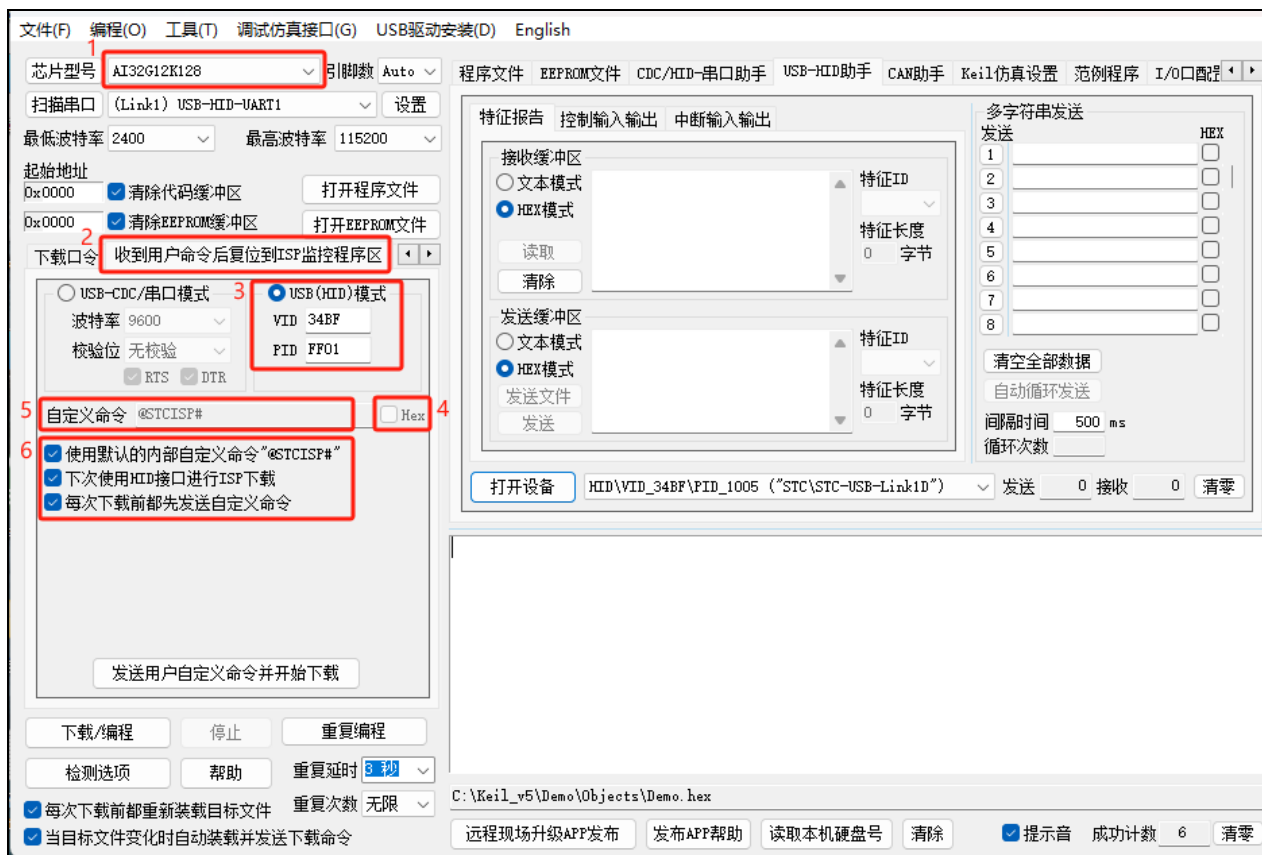 文件(F) 编程(O) 工具(T) 调试仿真接口(G) USB驱动安装(D) English
1
芯片型号 AI32G12K128 引脚数 Auto
扫描串口 (Link1) USB-HID-UART1 设置
最低波特率 2400 最高波特率 115200
起始地址
0x0000 清除代码缓冲区 打开程序文件
0x0000 清除EEPROM缓冲区 打开EEPROM文件
2
下载口令 收到用户命令后复位到ISP监控程序区
USB-CDC/串口模式 3 USB(HID)模式
波特率 9600 VID 34BF
校验位 无校验 PID FF01
RTS DTR
5 自定义命令 @STCISP# Hex 4
6 使用默认的内部自定义命令"@STCISP#"
下次使用HID接口进行ISP下载
每次下载前都先发送自定义命令
发送用户自定义命令并开始下载
下载/编程 停止 重复编程
检测选项 帮助 重复延时 3 秒
每次下载前都重新装载目标文件 重复次数 无限
当目标文件变化时自动装载并发送下载命令
程序文件 EEPROM文件 CDC/HID-串口助手 USB-HID助手 CAN助手 Keil仿真设置 范例程序 I/O口配
特征报告 控制输入输出 中断输入输出
接收缓冲区
文本模式 特征ID
HEX模式
特征长度
读取 0 字节
清除
发送缓冲区
文本模式 特征ID
HEX模式
发送文件 特征长度
发送 0 字节
多字符串发送
发送 HEX
1
2
3
4
5
6
7
8
清空全部数据
自动循环发送
间隔时间 500 ms
循环次数
打开设备 HID\VID_34BF\PID_1005 ("STC\STC-USB-Link1D") 发送 0 接收 0 清零
C:\Keil_v5\Demo\Objects\Demo.hex
远程现场升级APP发布 发布APP帮助 读取本机硬盘号 清除 提示音 成功计数 6 清零